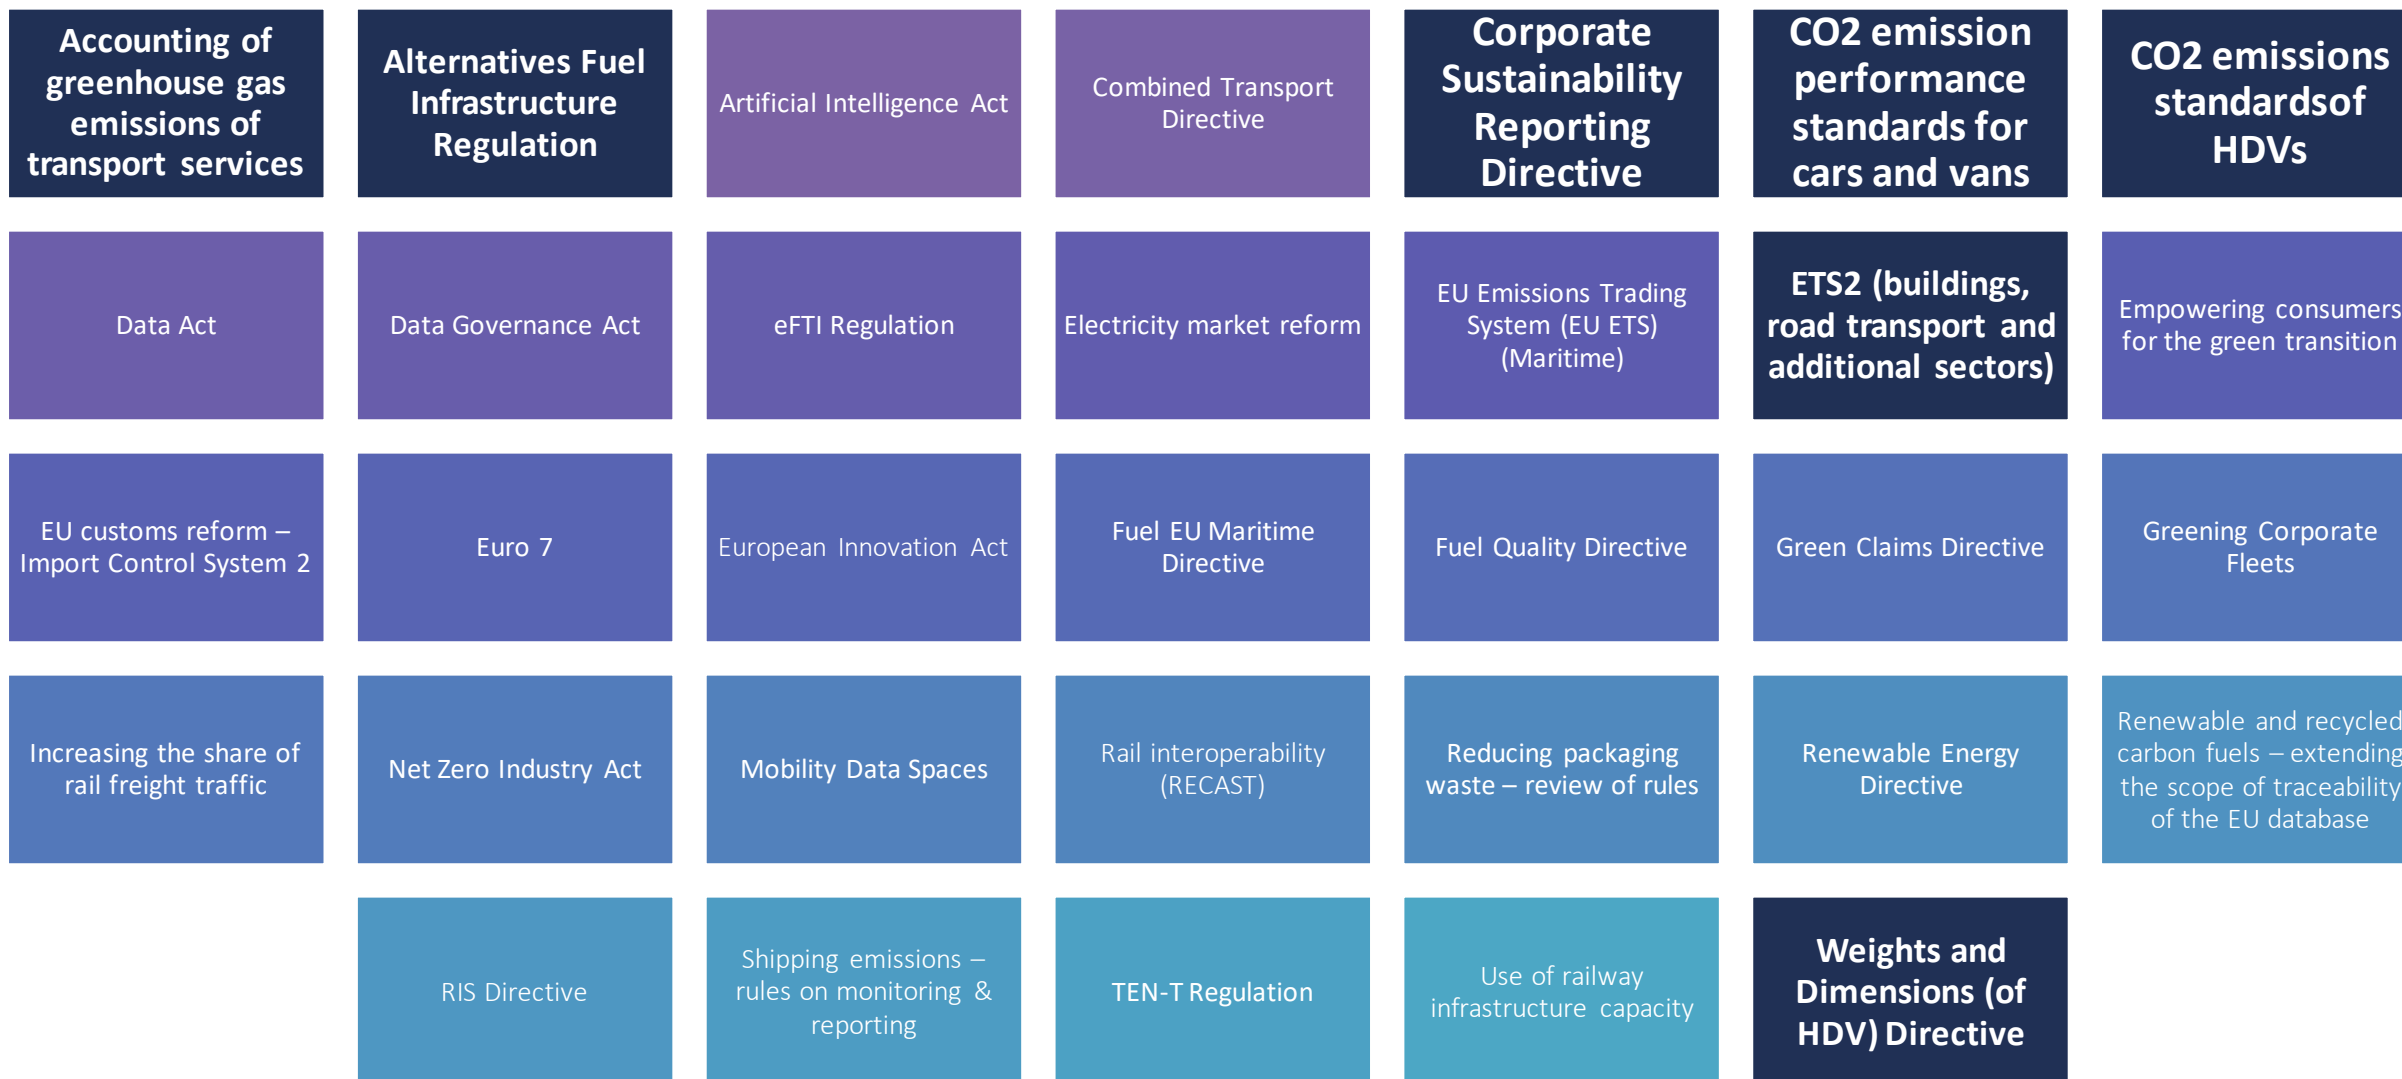 Accounting of
greenhouse gas
emissions of
transport services
Alternatives Fuel
Infrastructure
Regulation
Artificial Intelligence Act
Combined Transport
Directive
Corporate
Sustainability
Reporting
Directive
CO2 emission
performance
standards for
cars and vans
CO2 emissions
standardsof
HDVs
Data Act
Data Governance Act
eFTI Regulation
Electricity market reform
EU Emissions Trading
System (EU ETS)
(Maritime)
ETS2 (buildings,
road transport and
additional sectors)
Empowering consumers
for the green transition
EU customs reform –
Import Control System 2
Euro 7
European Innovation Act
Fuel EU Maritime
Directive
Fuel Quality Directive
Green Claims Directive
Greening Corporate
Fleets
Increasing the share of
rail freight traffic
Net Zero Industry Act
Mobility Data Spaces
Rail interoperability
(RECAST)
Reducing packaging
waste – review of rules
Renewable Energy
Directive
Renewable and recycled
carbon fuels – extending
the scope of traceability
of the EU database
RIS Directive
Shipping emissions –
rules on monitoring &
reporting
TEN-T Regulation
Use of railway
infrastructure capacity
Weights and
Dimensions (of
HDV) Directive